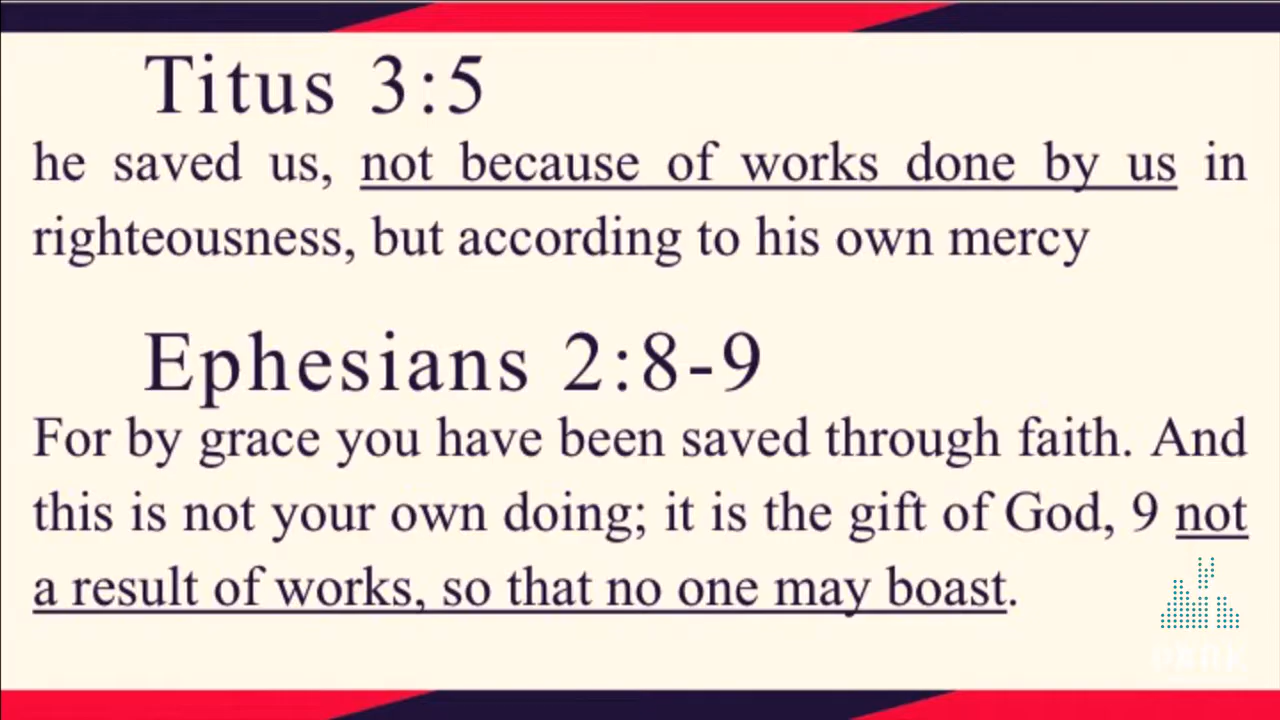 Titus 3:5
he saved us, not because of works done by us in
righteousness, but according to his own mercy
Ephesians 2:8-9
For by grace you have been saved through faith. And
this is not your own doing; it is the gift of God, 9 not
a result of works, so that no one may boast.